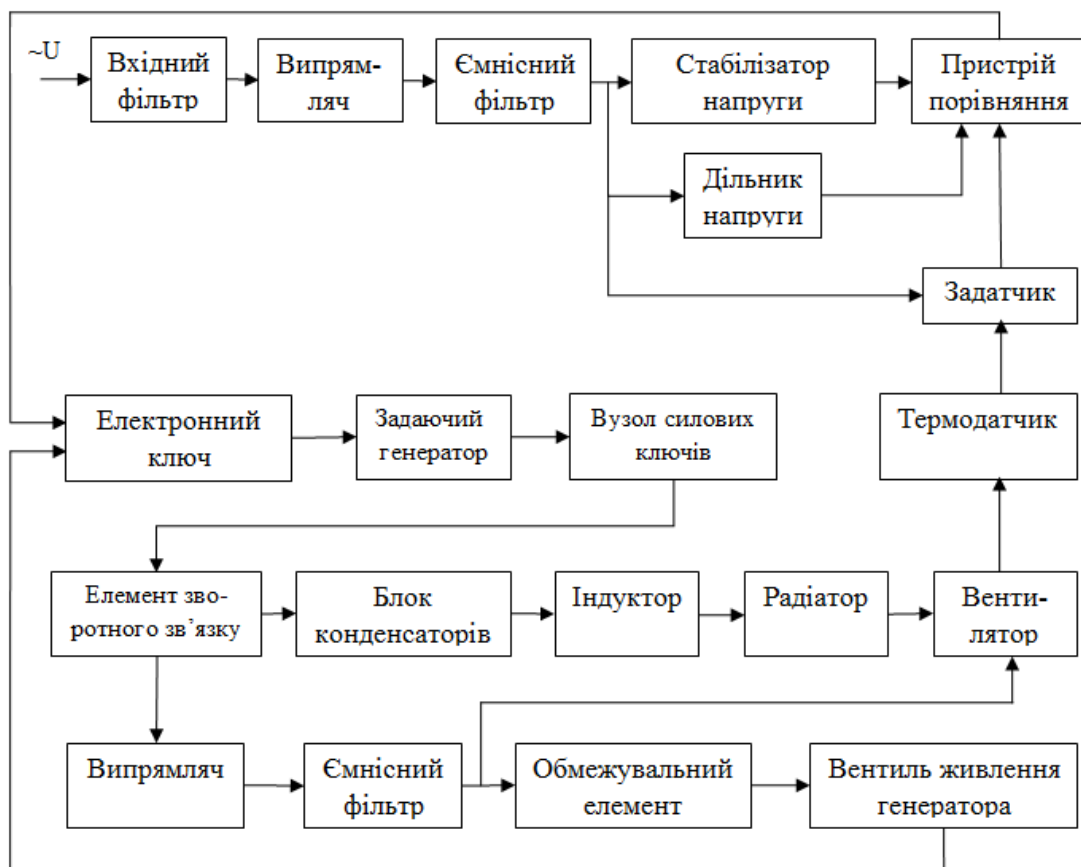 ~U
Вхідний
фільтр
Випрям-
ляч
Ємнісний
фільтр
Стабілізатор
напруги
Пристрій
порівняння
Дільник
напруги
Задатчик
Електронний
ключ
Задаючий
генератор
Вузол силових
ключів
Термодатчик
Елемент зво-
ротного зв’язку
Блок
конденсаторів
Індуктор
Радіатор
Венти-
лятор
Випрямляч
Ємнісний
фільтр
Обмежувальний
елемент
Вентиль живлення
генератора